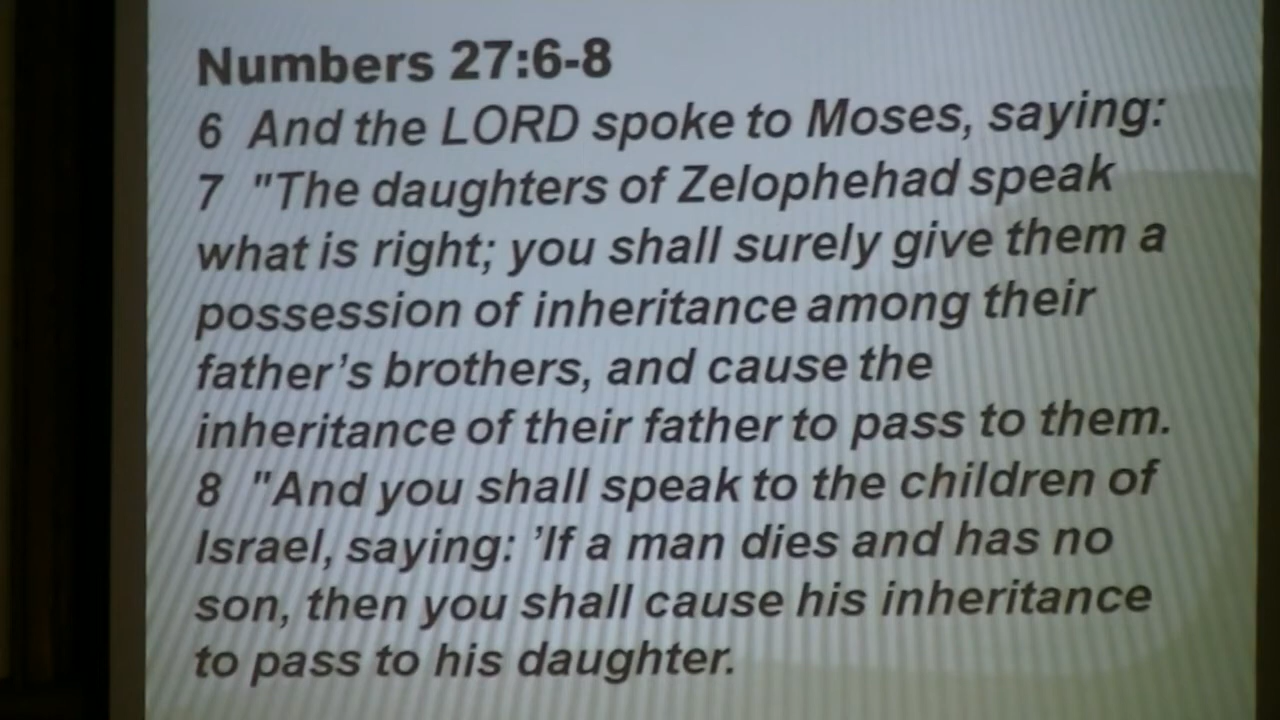 Numbers 27:6-8
6 And the LORD spoke to Moses, saying:
7 "The daughters of Zelophehad speak
what is right; you shall surely give them a
possession of inheritance among their
father's brothers, and cause the
inheritance of their father to pass to them.
8 "And you shall speak to the children of
Israel, saying: 'If a man dies and has no
son, then you shall cause his inheritance
to pass to his daughter.